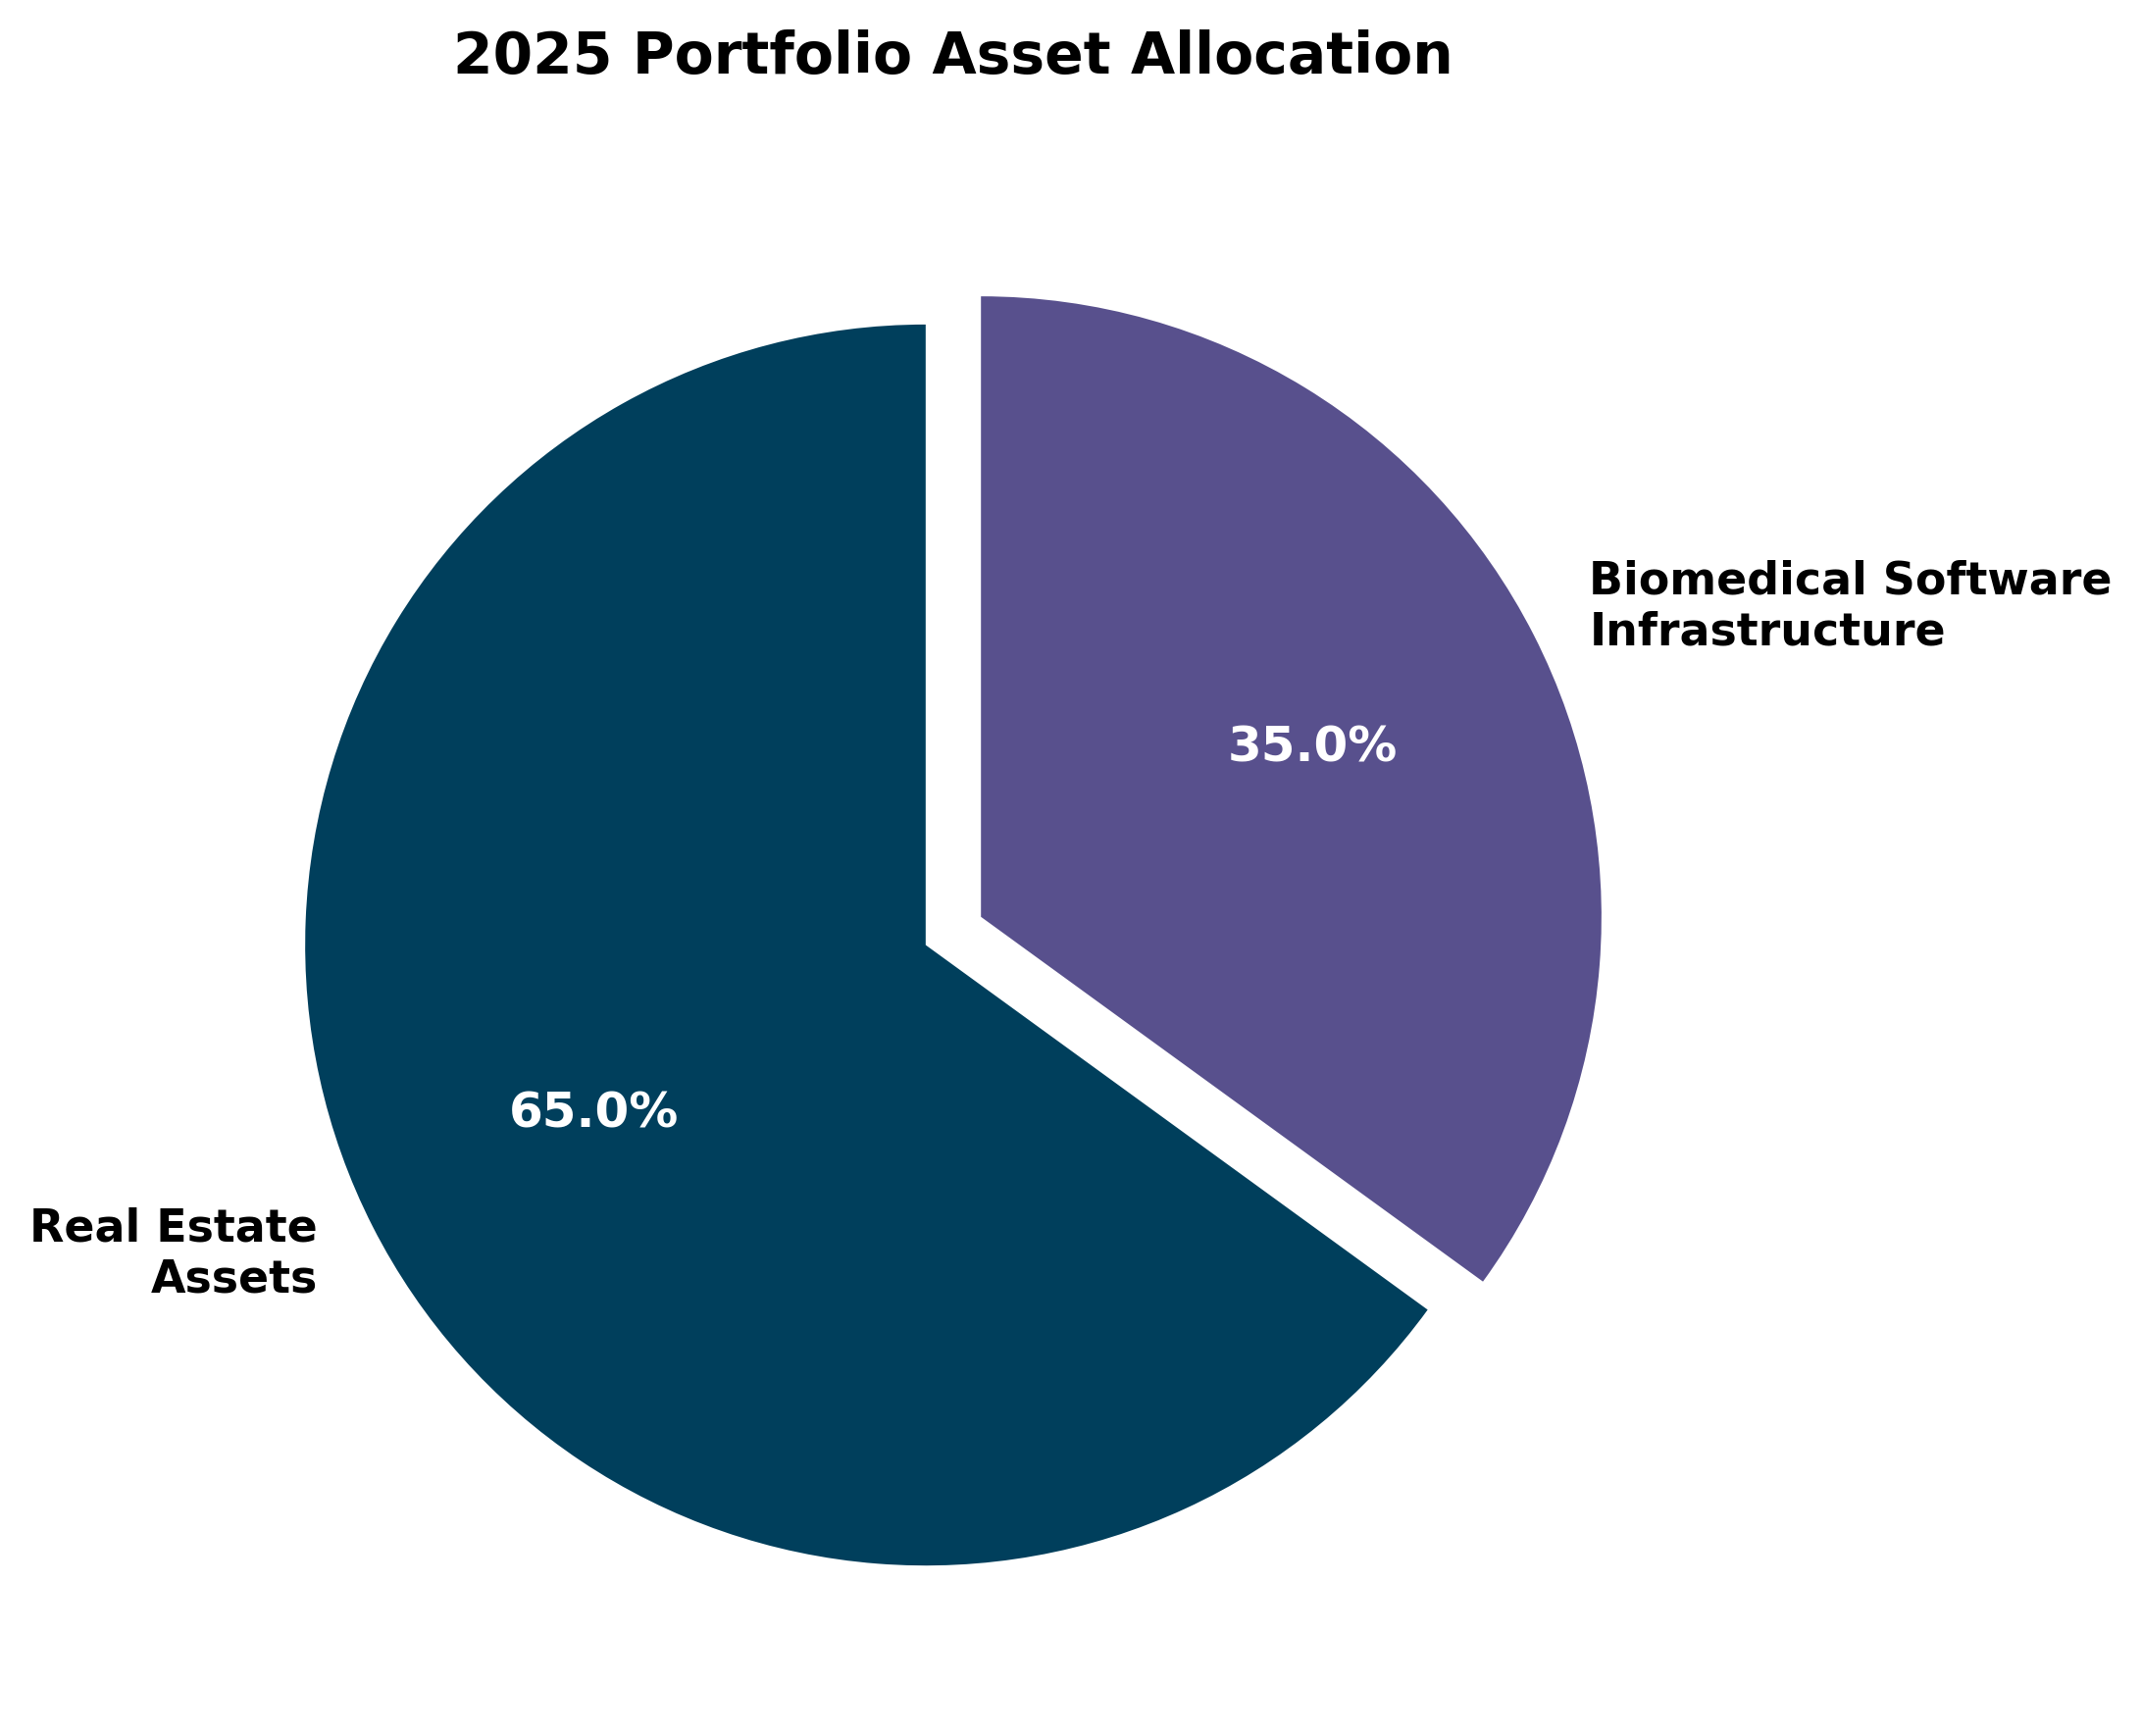 2025 Portfolio Asset Allocation
Biomedical Software
Infrastructure
35.0%
65.0%
Real Estate
Assets